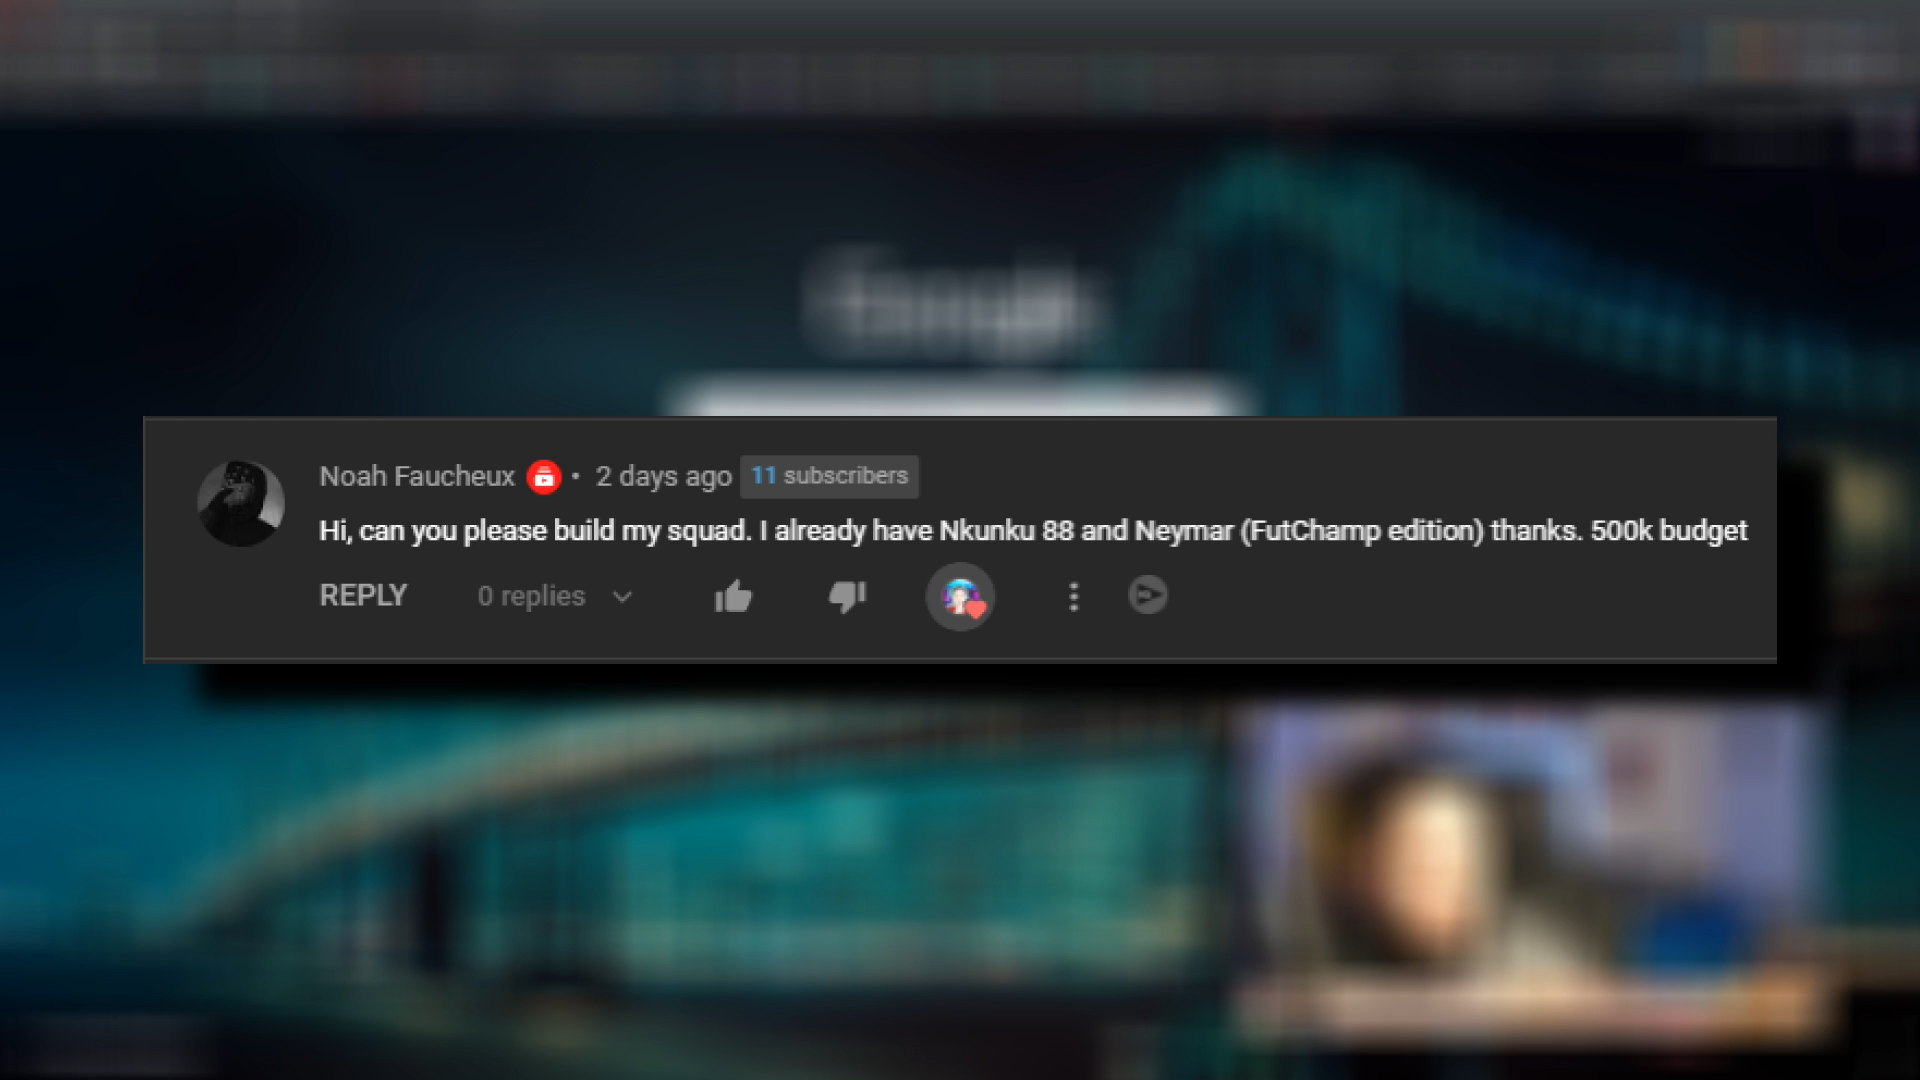 Noah Faucheux • 2 days ago 11 subscribers
Hi, can you please build my squad. I already have Nkunku 88 and Neymar (FutChamp edition) thanks. 500k budget
REPLY 0 replies